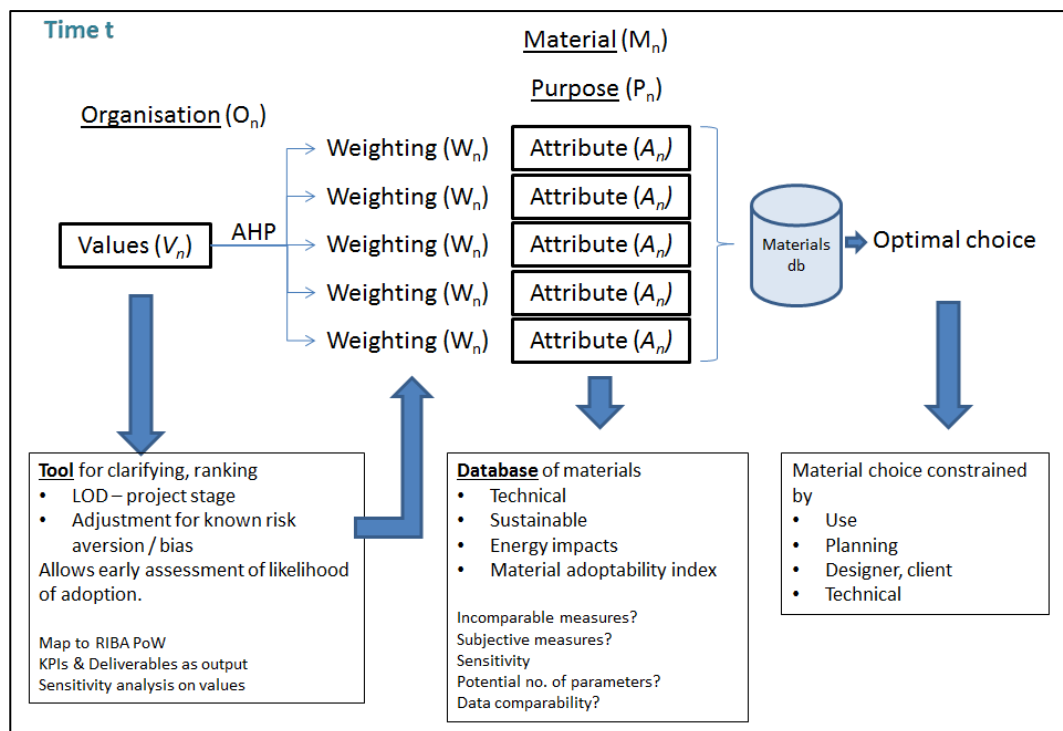 Time t
Material (Mn)
Purpose (Pn)
Organisation (On)
Weighting (Wn) Attribute (An)
Weighting (Wn) Attribute (An)
Values (Vn) AHP Weighting (Wn) Attribute (An) Materials db Optimal choice
Weighting (Wn) Attribute (An)
Weighting (Wn) Attribute (An)
Tool for clarifying, ranking
• LOD – project stage
• Adjustment for known risk
aversion / bias
Allows early assessment of likelihood
of adoption.
Map to RIBA PoW
KPIs & Deliverables as output
Sensitivity analysis on values
Database of materials
• Technical
• Sustainable
• Energy impacts
• Material adoptability index
Incomparable measures?
Subjective measures?
Sensitivity
Potential no. of parameters?
Data comparability?
Material choice constrained
by
• Use
• Planning
• Designer, client
• Technical